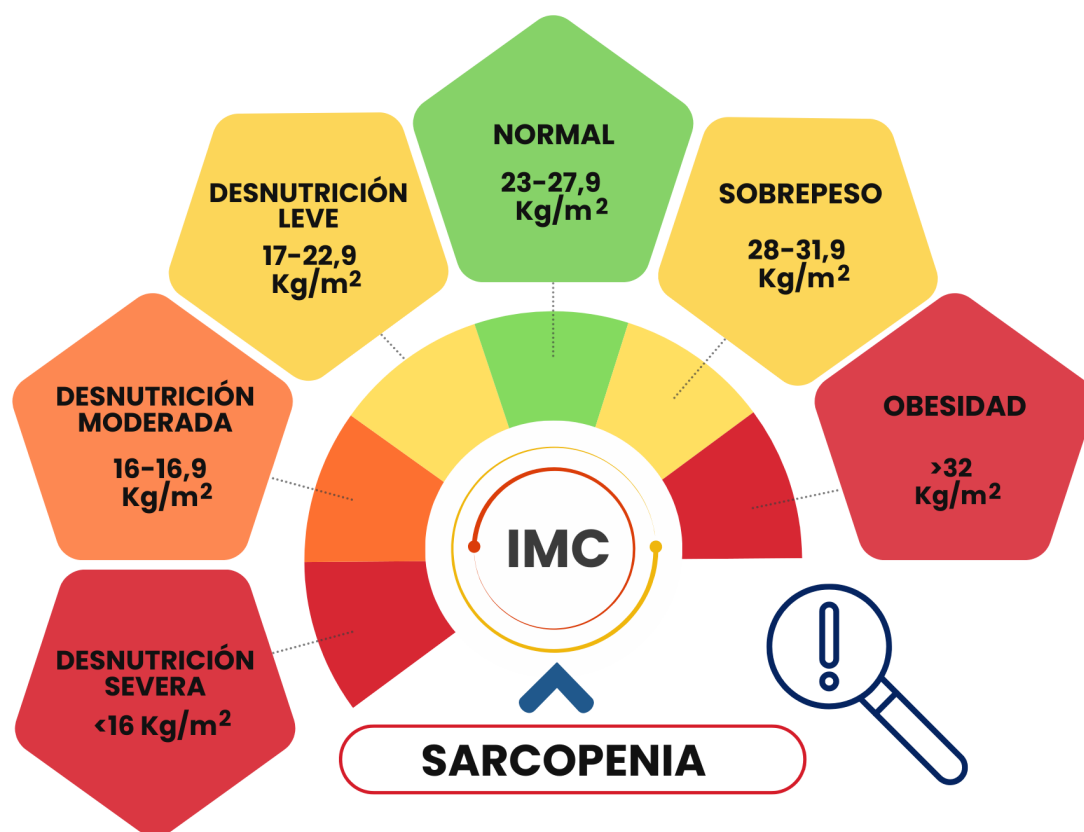 NORMAL
23-27,9
Kg/m²
DESNUTRICIÓN
LEVE
17-22,9
Kg/m²
SOBREPESO
28-31,9
Kg/m²
DESNUTRICIÓN
MODERADA
16-16,9
Kg/m²
OBESIDAD
>32
Kg/m²
IMC
DESNUTRICIÓN
SEVERA
<16 Kg/m²
SARCOPENIA